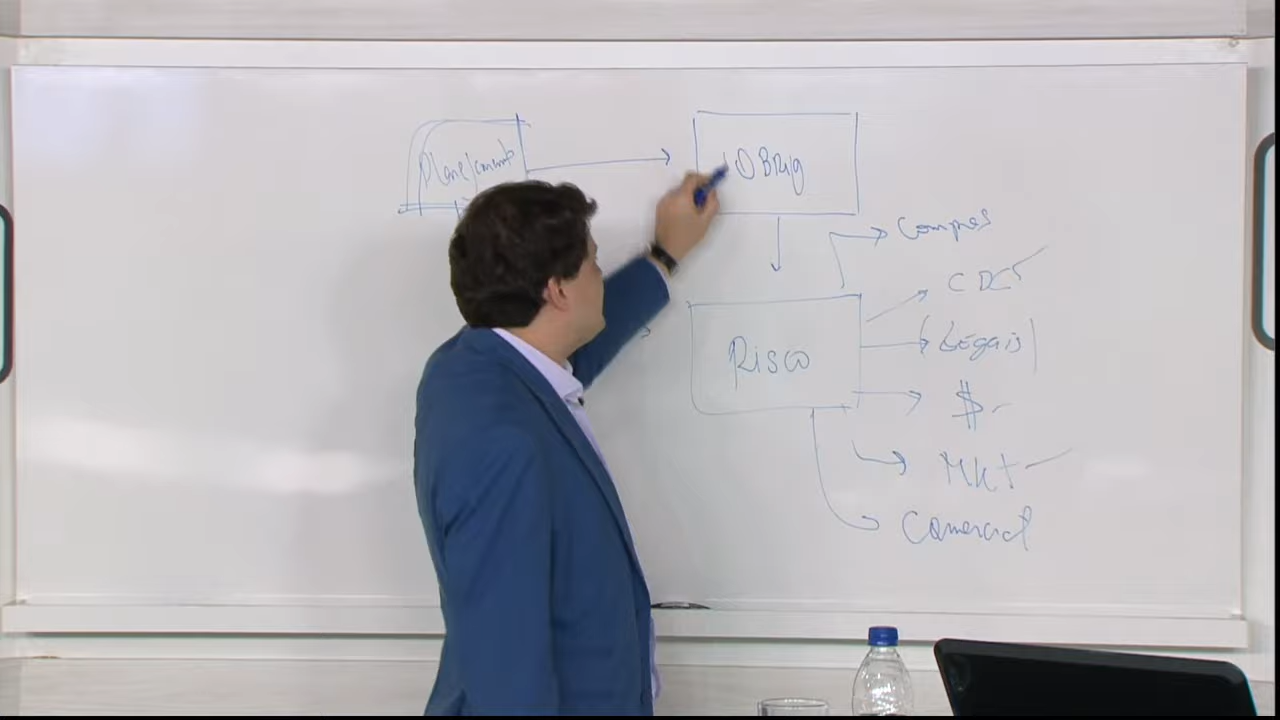 Planejamento
OBRIG
Compras
CDC
Risco
Legais
$
MKT
Comercial